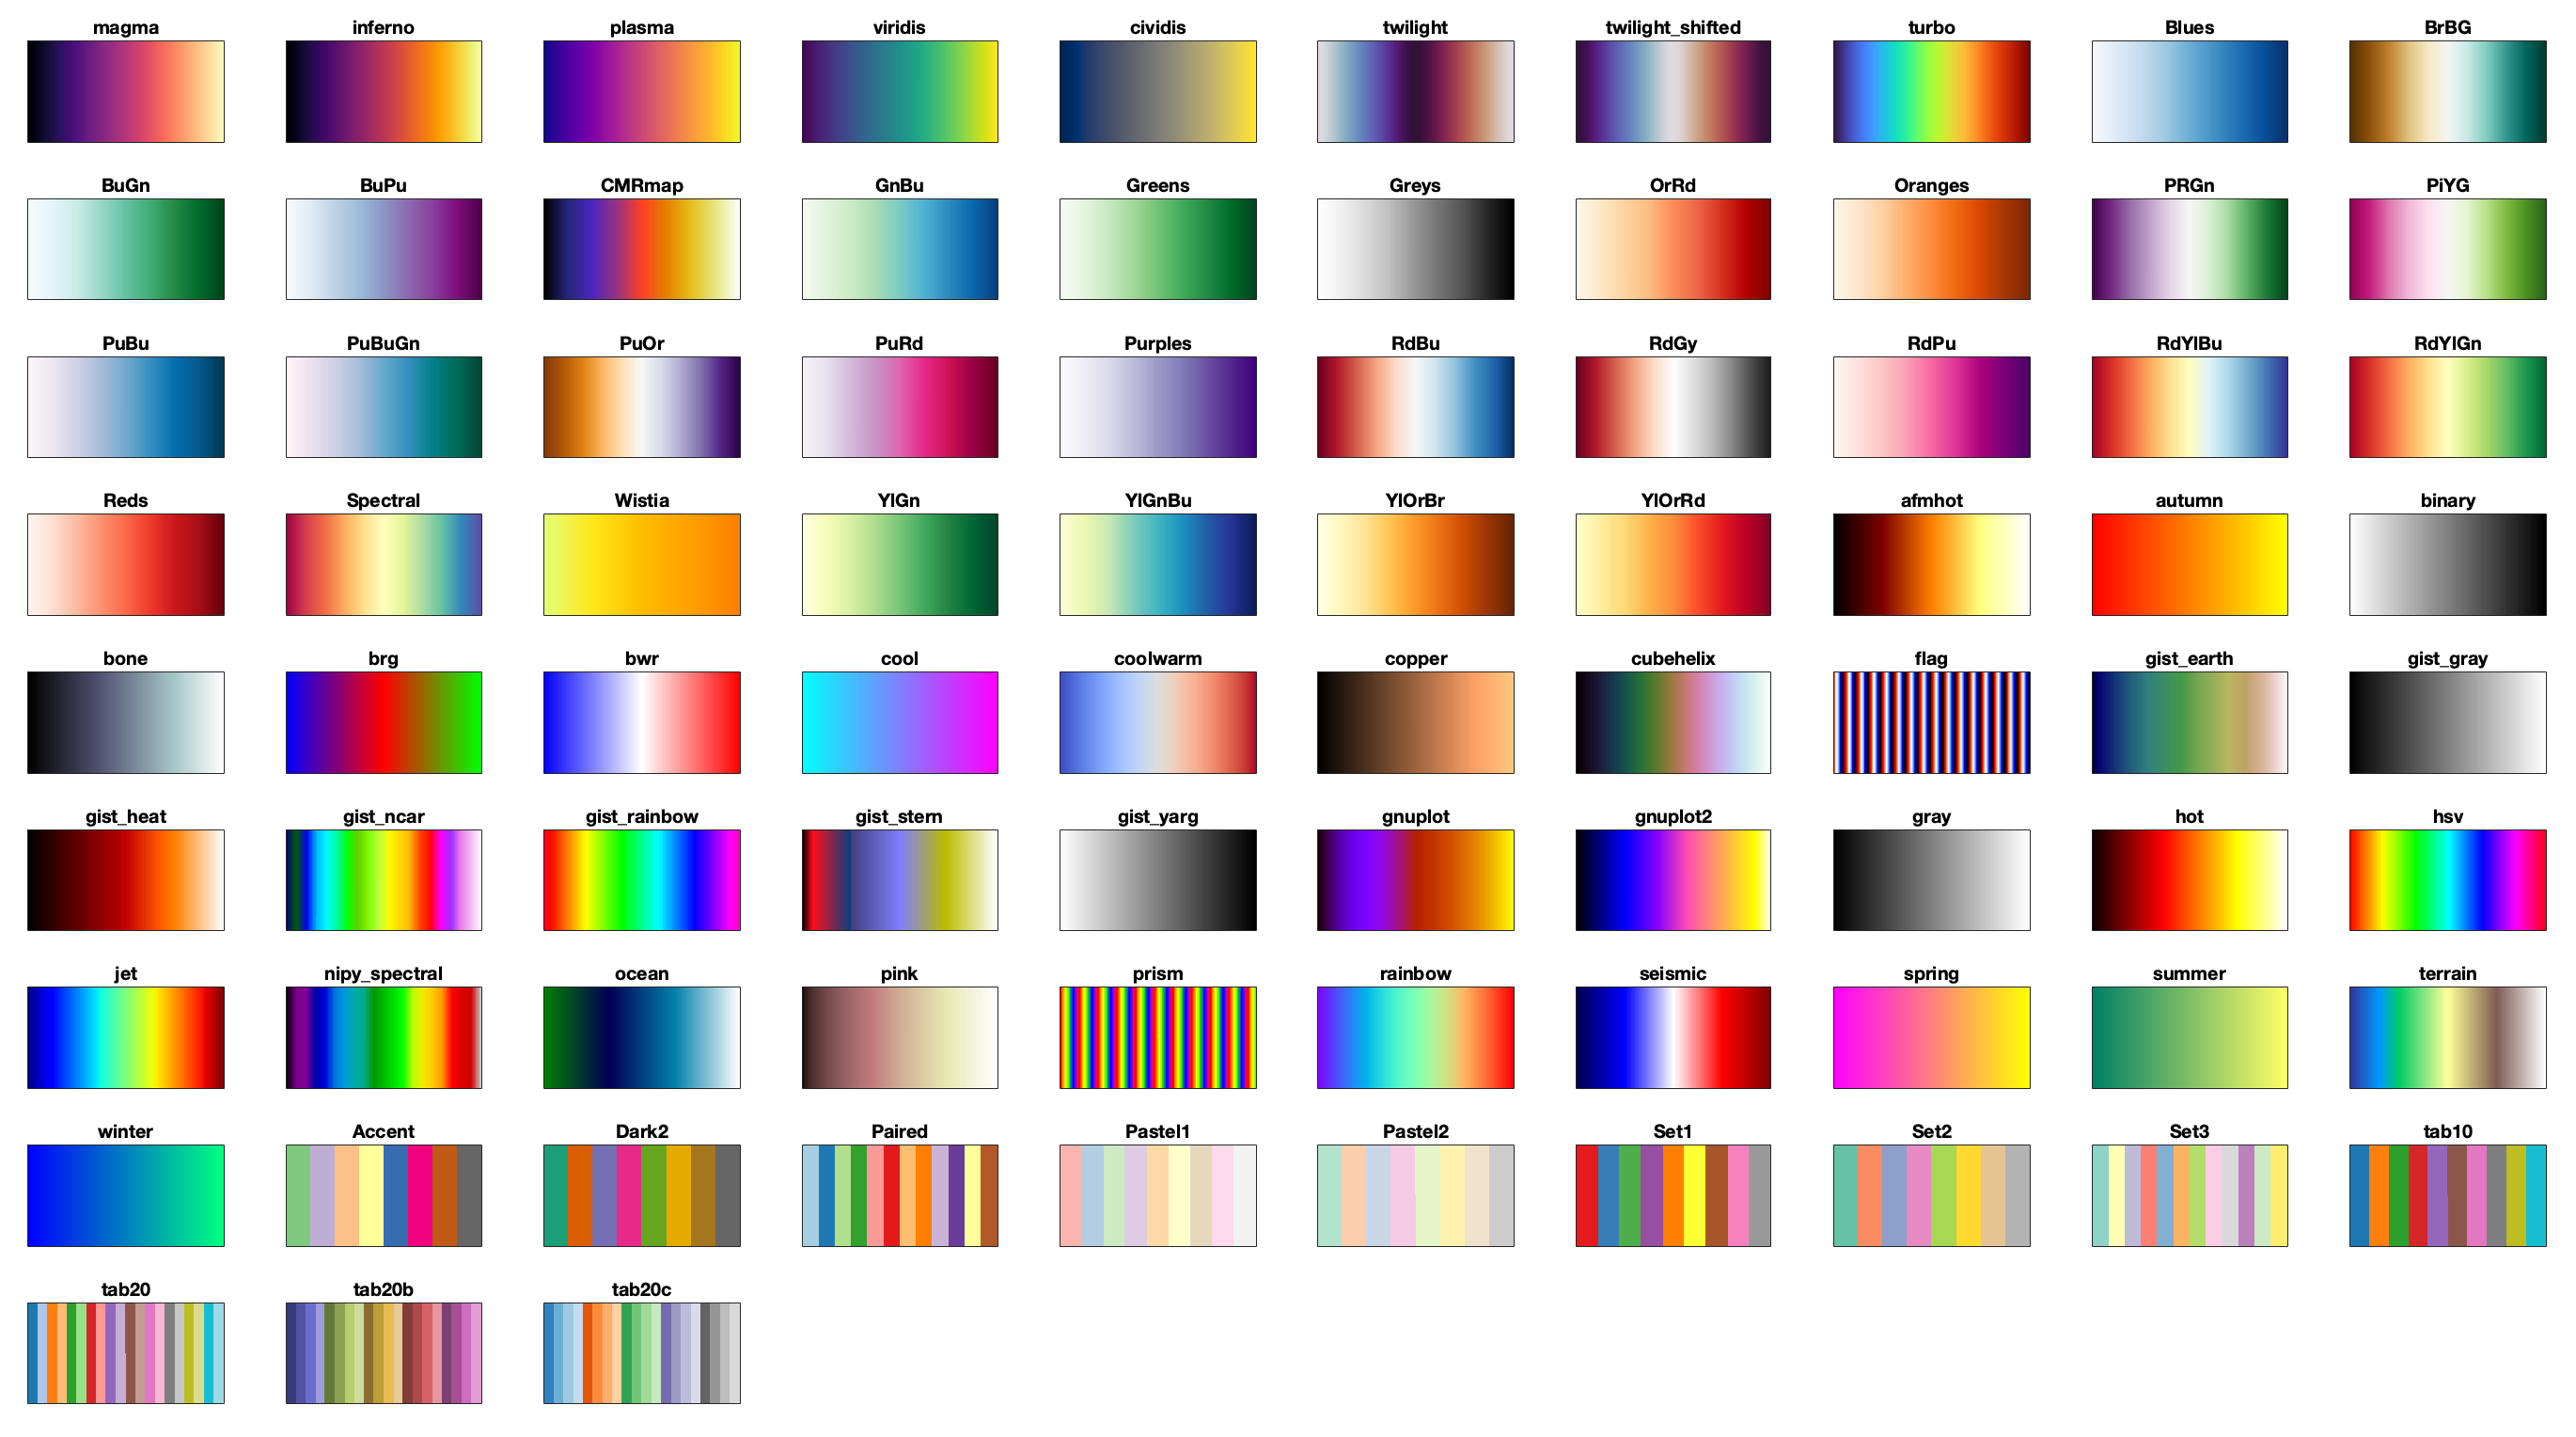 magma inferno plasma viridis cividis twilight twilight_shifted turbo Blues BrBG
BuGn BuPu CMRmap GnBu Greens Greys OrRd Oranges PRGn PiYG
PuBu PuBuGn PuOr PuRd Purples RdBu RdGy RdPu RdYlBu RdYlGn
Reds Spectral Wistia YlGn YlGnBu YlOrBr YlOrRd afmhot autumn binary
bone brg bwr cool coolwarm copper cubehelix flag gist_earth gist_gray
gist_heat gist_ncar gist_rainbow gist_stern gist_yarg gnuplot gnuplot2 gray hot hsv
jet nipy_spectral ocean pink prism rainbow seismic spring summer terrain
winter Accent Dark2 Paired Pastel1 Pastel2 Set1 Set2 Set3 tab10
tab20 tab20b tab20c